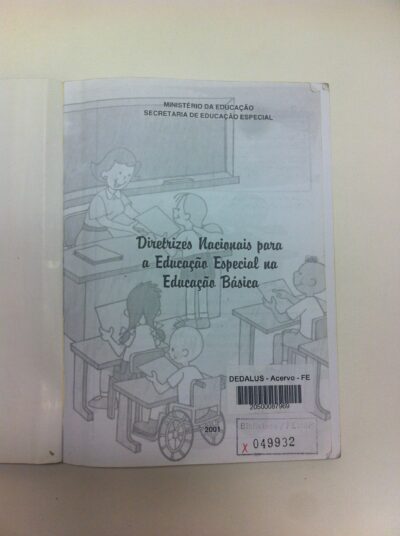 MINISTÉRIO DA EDUCAÇÃO
SECRETARIA DE EDUCAÇÃO ESPECIAL
Diretrizes Nacionais para
a Educação Especial na
Educação Básica
DEDALUS - Acervo - FE
20500087969
2001
x 049932